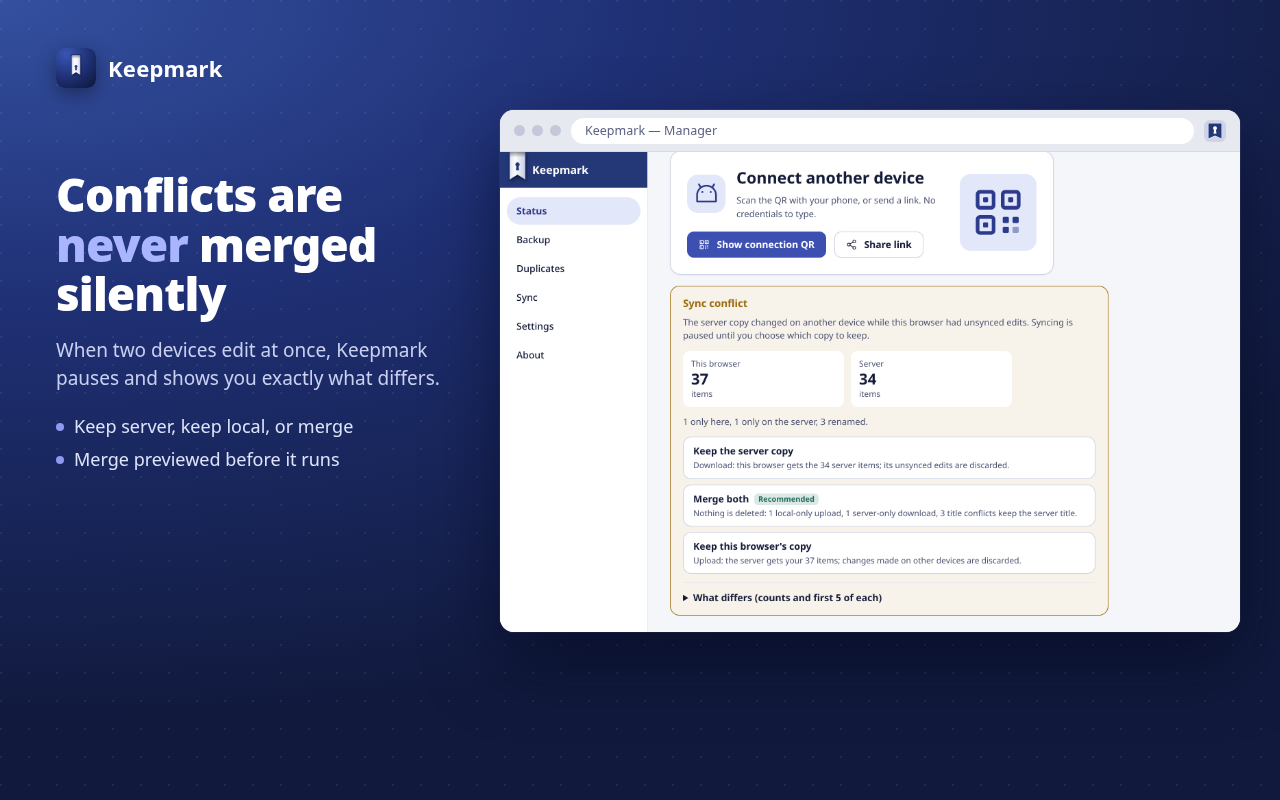 Keepmark
Conflicts are
never merged
silently
When two devices edit at once, Keepmark
pauses and shows you exactly what differs.
Keep server, keep local, or merge
Merge previewed before it runs
Keepmark — Manager
Keepmark
Status
Backup
Duplicates
Sync
Settings
About
Connect another device
Scan the QR with your phone, or send a link. No
credentials to type.
Show connection QR
Share link
Sync conflict
The server copy changed on another device while this browser had unsynced edits. Syncing is
paused until you choose which copy to keep.
This browser
37
items
Server
34
items
1 only here, 1 only on the server, 3 renamed.
Keep the server copy
Download: this browser gets the 34 server items; its unsynced edits are discarded.
Merge both Recommended
Nothing is deleted: 1 local-only upload, 1 server-only download, 3 title conflicts keep the server title.
Keep this browser's copy
Upload: the server gets your 37 items; changes made on other devices are discarded.
What differs (counts and first 5 of each)